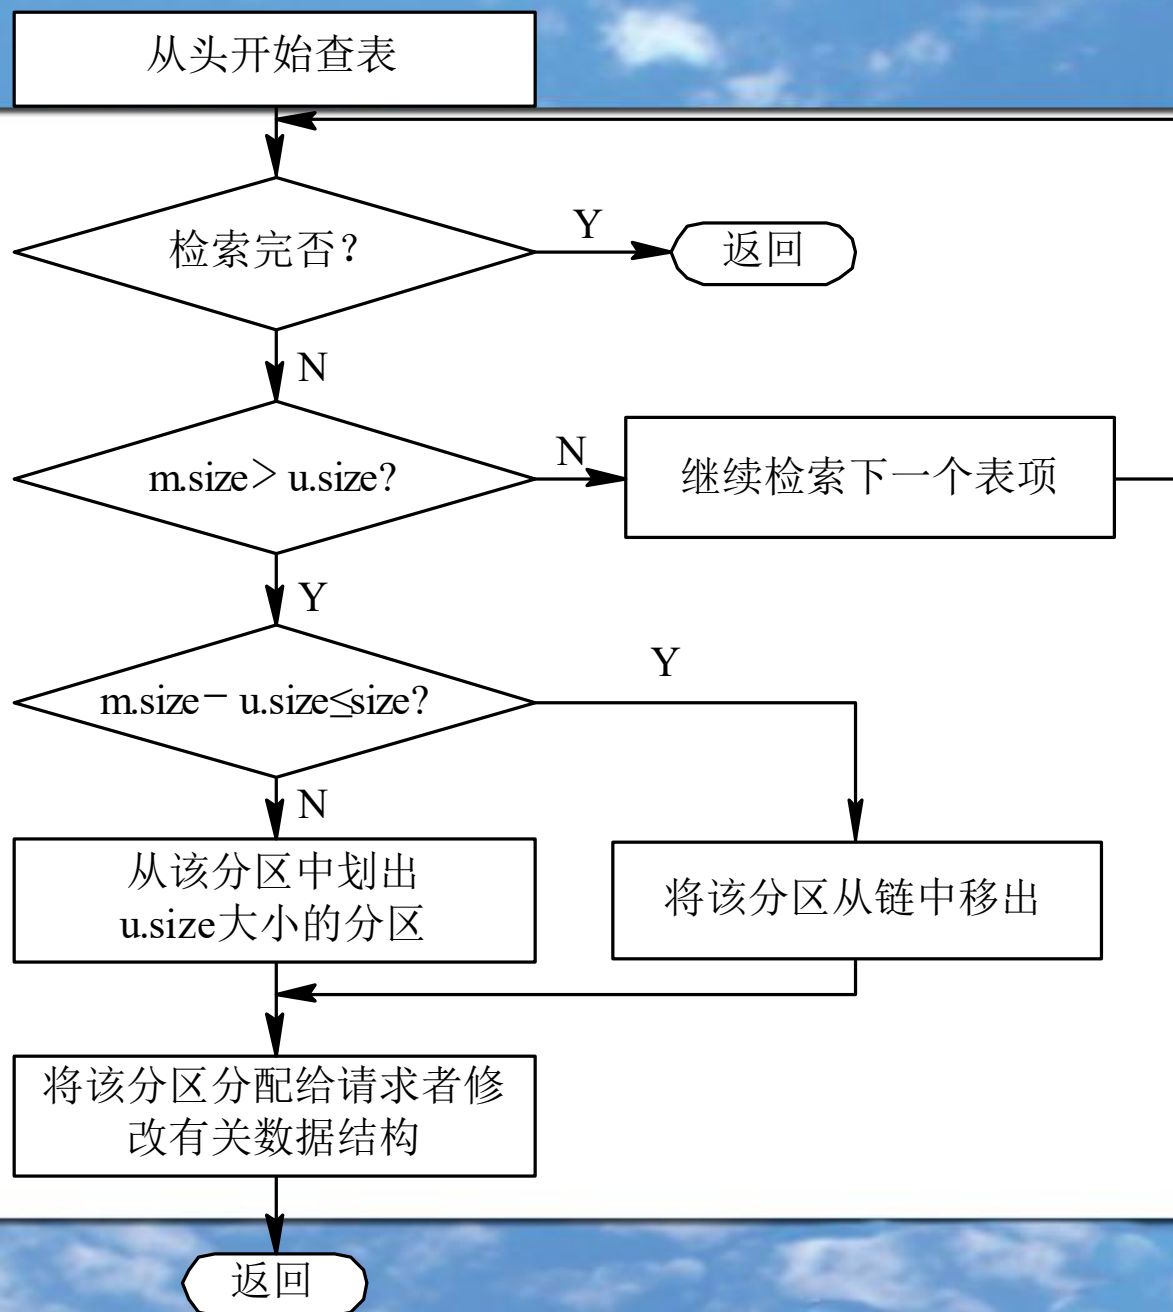 从头开始查表
检索完否？
Y
返回
N
m.size＞u.size?
N
继续检索下一个表项
Y
m.size－u.size≤size?
Y
N
从该分区中划出
u.size大小的分区
将该分区从链中移出
将该分区分配给请求者修
改有关数据结构
返回